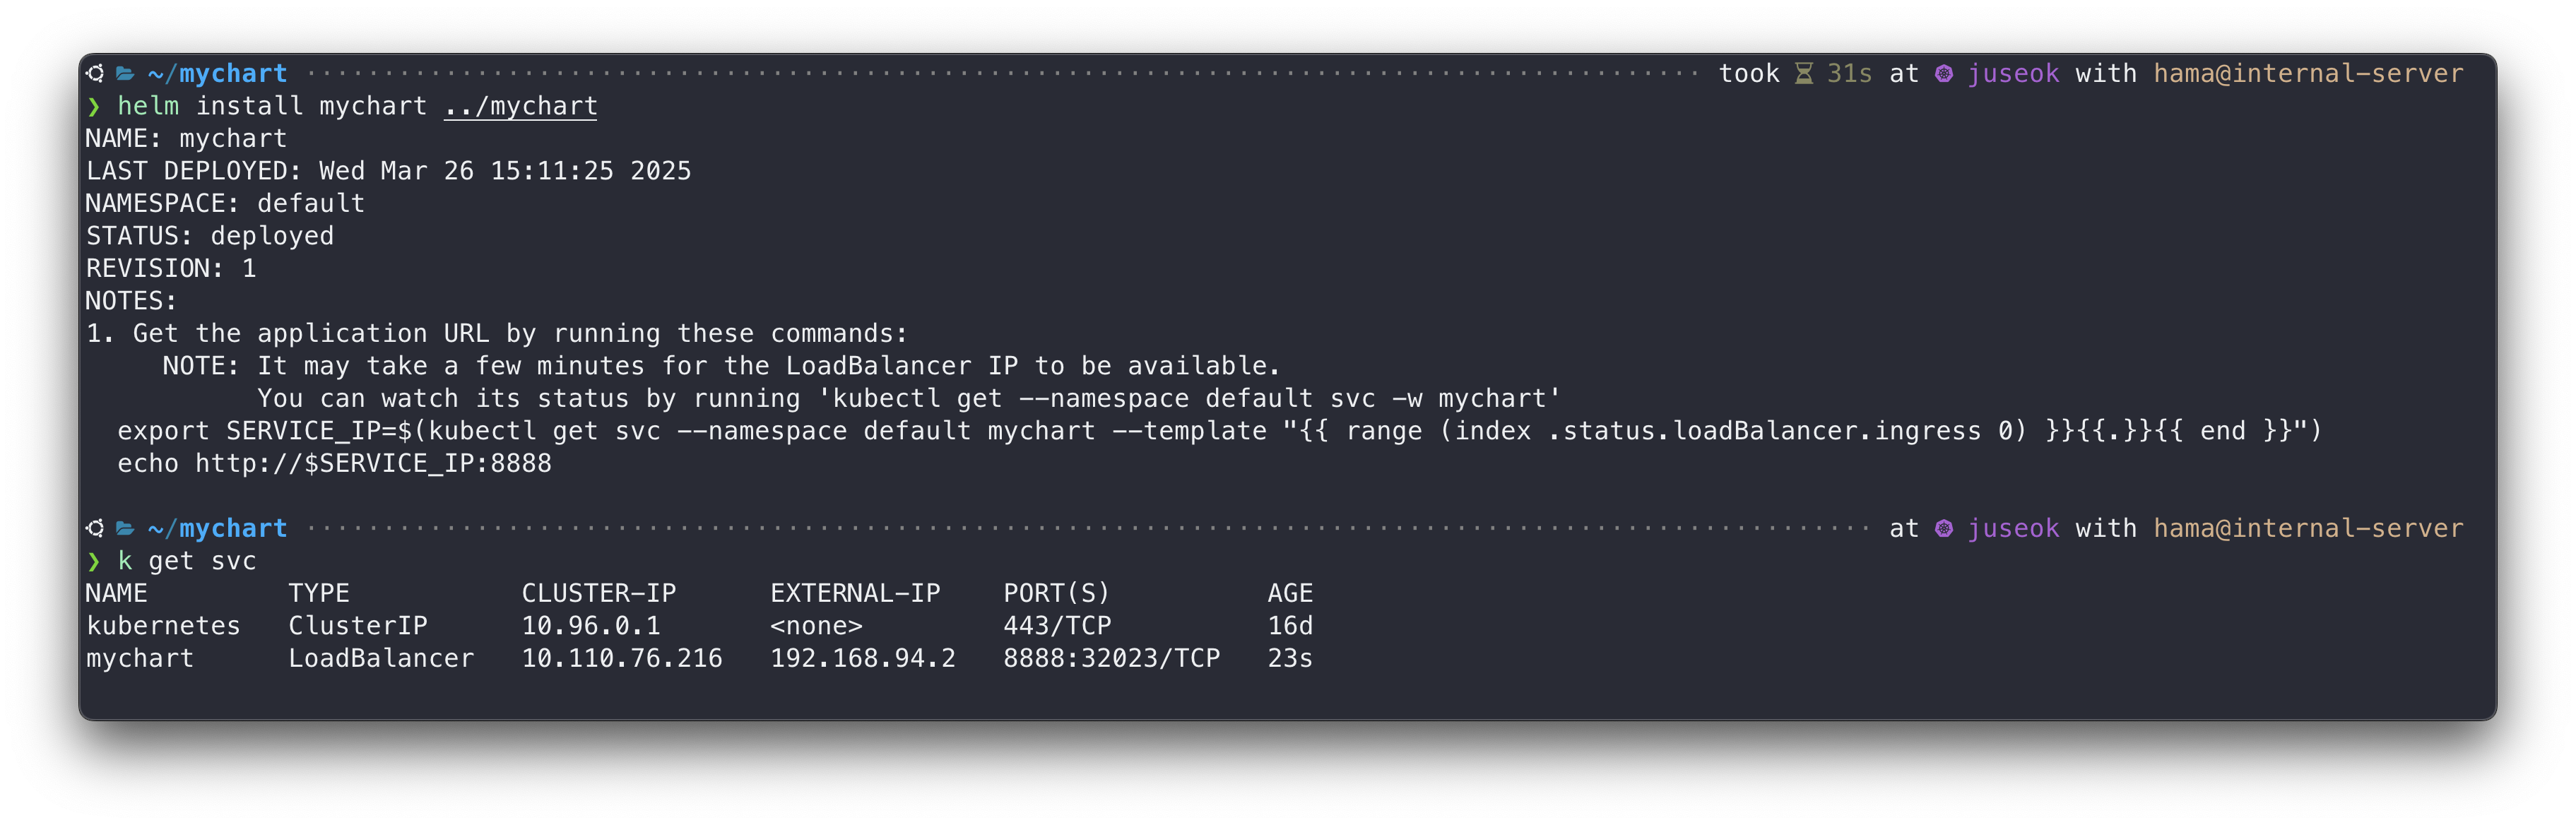 ~/mychart ································································ took 31s at juseok with hama@internal-server
❯ helm install mychart ../mychart
NAME: mychart
LAST DEPLOYED: Wed Mar 26 15:11:25 2025
NAMESPACE: default
STATUS: deployed
REVISION: 1
NOTES:
1. Get the application URL by running these commands:
     NOTE: It may take a few minutes for the LoadBalancer IP to be available.
           You can watch its status by running 'kubectl get --namespace default svc -w mychart'
  export SERVICE_IP=$(kubectl get svc --namespace default mychart --template "{{ range (index .status.loadBalancer.ingress 0) }}{{.}}{{ end }}")
  echo http://$SERVICE_IP:8888
~/mychart ································································ at juseok with hama@internal-server
❯ k get svc
NAME         TYPE           CLUSTER-IP      EXTERNAL-IP    PORT(S)          AGE
kubernetes   ClusterIP      10.96.0.1       <none>         443/TCP          16d
mychart      LoadBalancer   10.110.76.216   192.168.94.2   8888:32023/TCP   23s